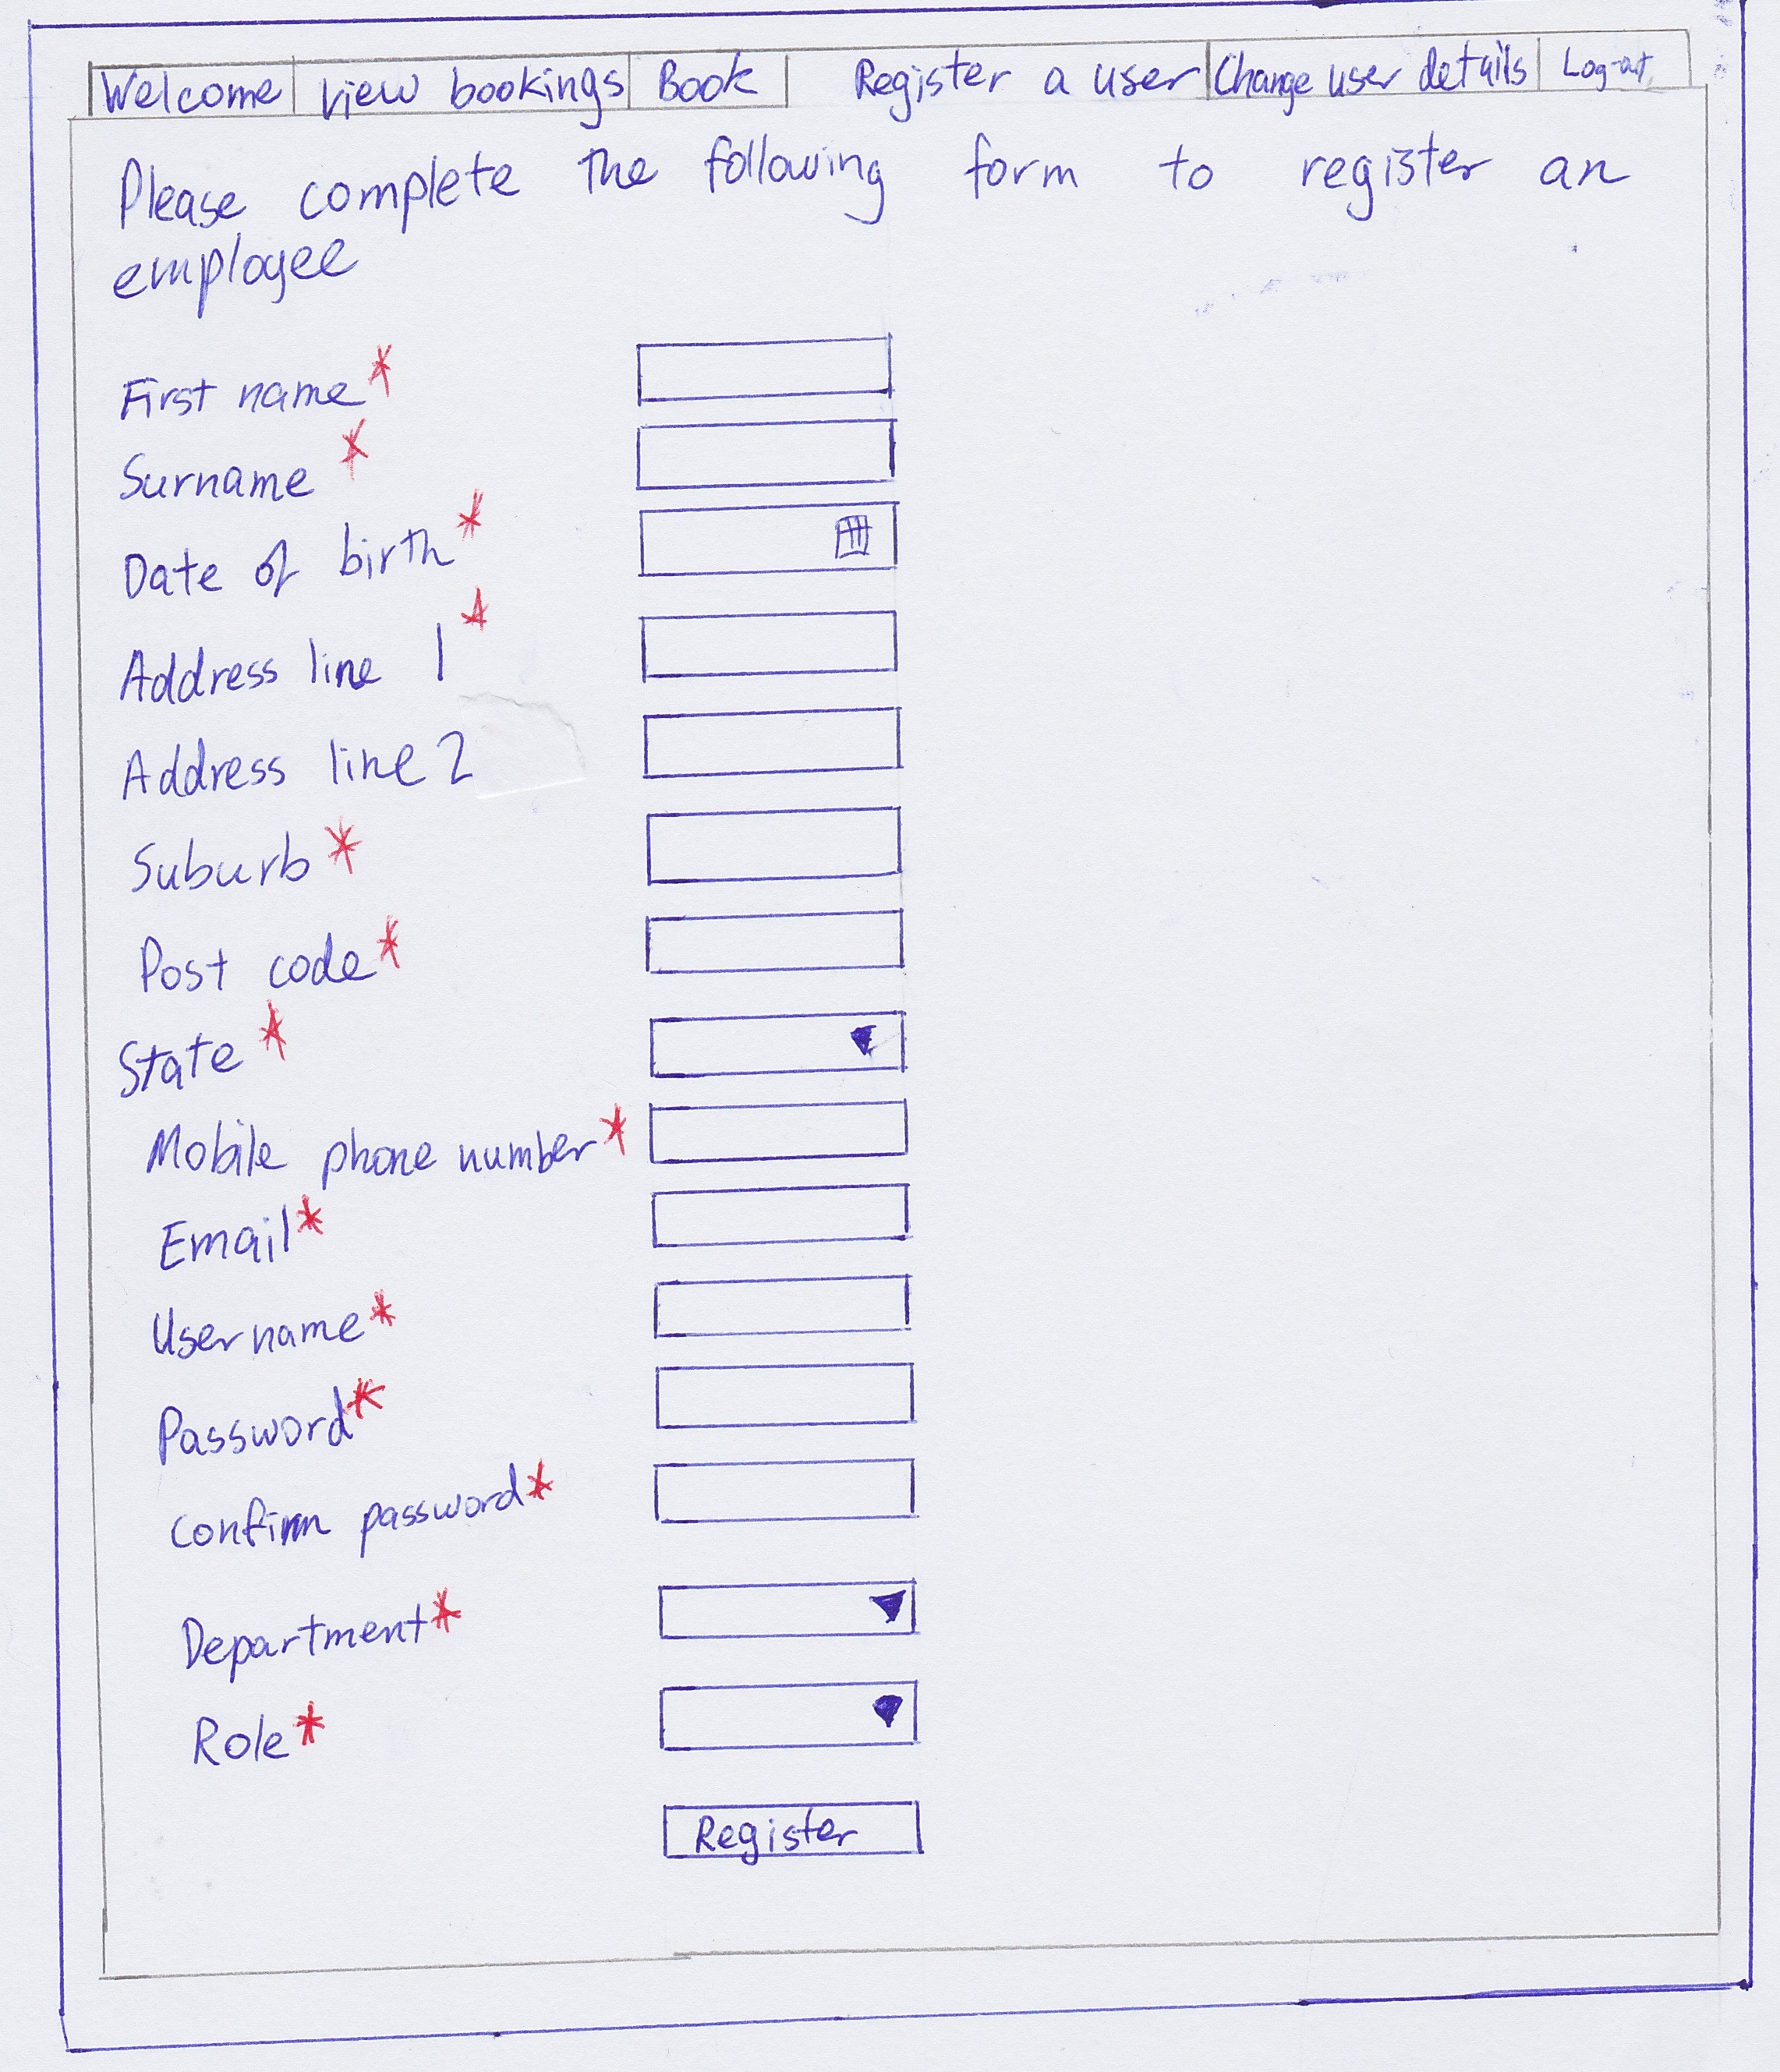 Welcome view bookings Book Register a user Change user details Log-out
Please complete the following form to register an
employee
First name*
Surname *
Date of birth*
Address line 1*
Address line 2
Suburb*
Post code*
State*
Mobile phone number*
Email*
Username*
Password*
Confirm password*
Department*
Role*
Register